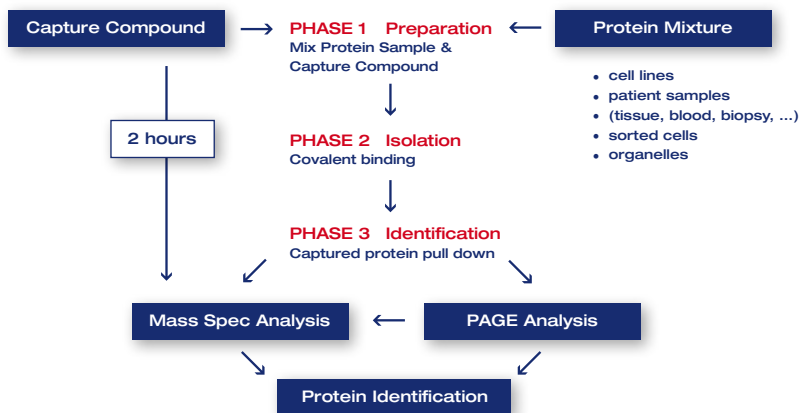 Capture Compound
PHASE 1 Preparation
Mix Protein Sample &
Capture Compound
Protein Mixture
• cell lines
• patient samples
• (tissue, blood, biopsy, ...)
• sorted cells
• organelles
2 hours
PHASE 2 Isolation
Covalent binding
PHASE 3 Identification
Captured protein pull down
Mass Spec Analysis
PAGE Analysis
Protein Identification